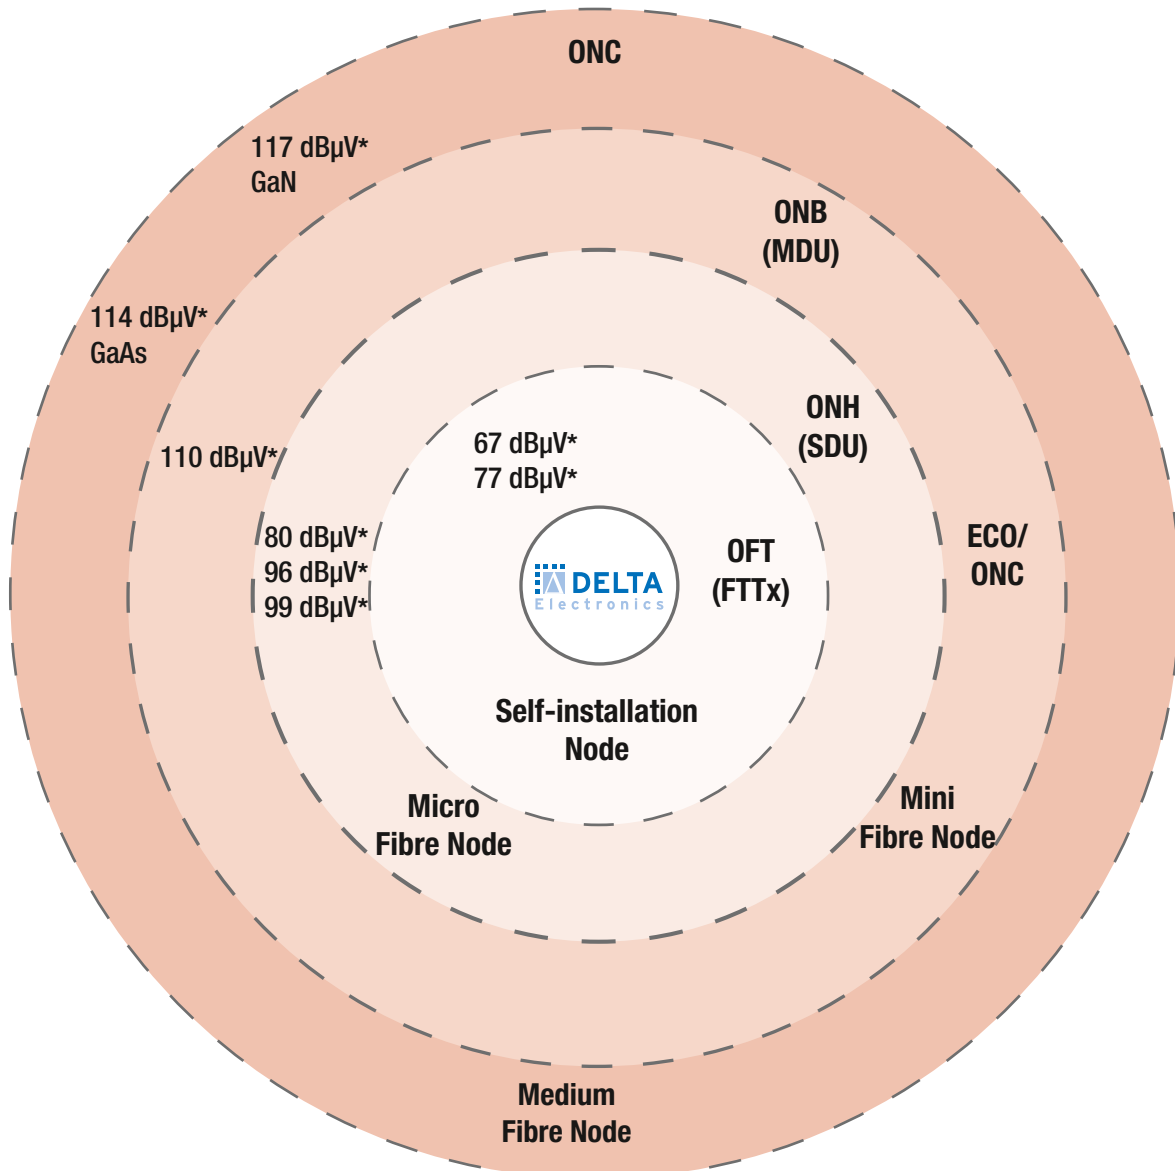 ONC
117 dBµV*
GaN
ONB
(MDU)
114 dBµV*
GaAs
ONH
(SDU)
110 dBµV*
67 dBµV*
77 dBµV*
80 dBµV*
96 dBµV*
99 dBµV*
DELTA
Electronics
OFT
(FTTx)
ECO/
ONC
Self-installation
Node
Micro
Fibre Node
Mini
Fibre Node
Medium
Fibre Node